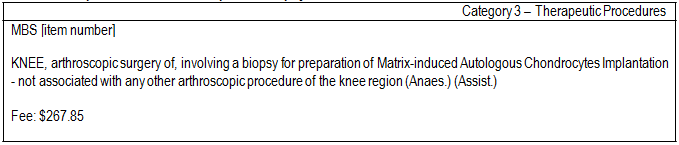 Category 3 – Therapeutic Procedures
MBS [item number]
KNEE, arthroscopic surgery of, involving a biopsy for preparation of Matrix-induced Autologous Chondrocytes Implantation
- not associated with any other arthroscopic procedure of the knee region (Anaes.) (Assist.)
Fee: $267.85